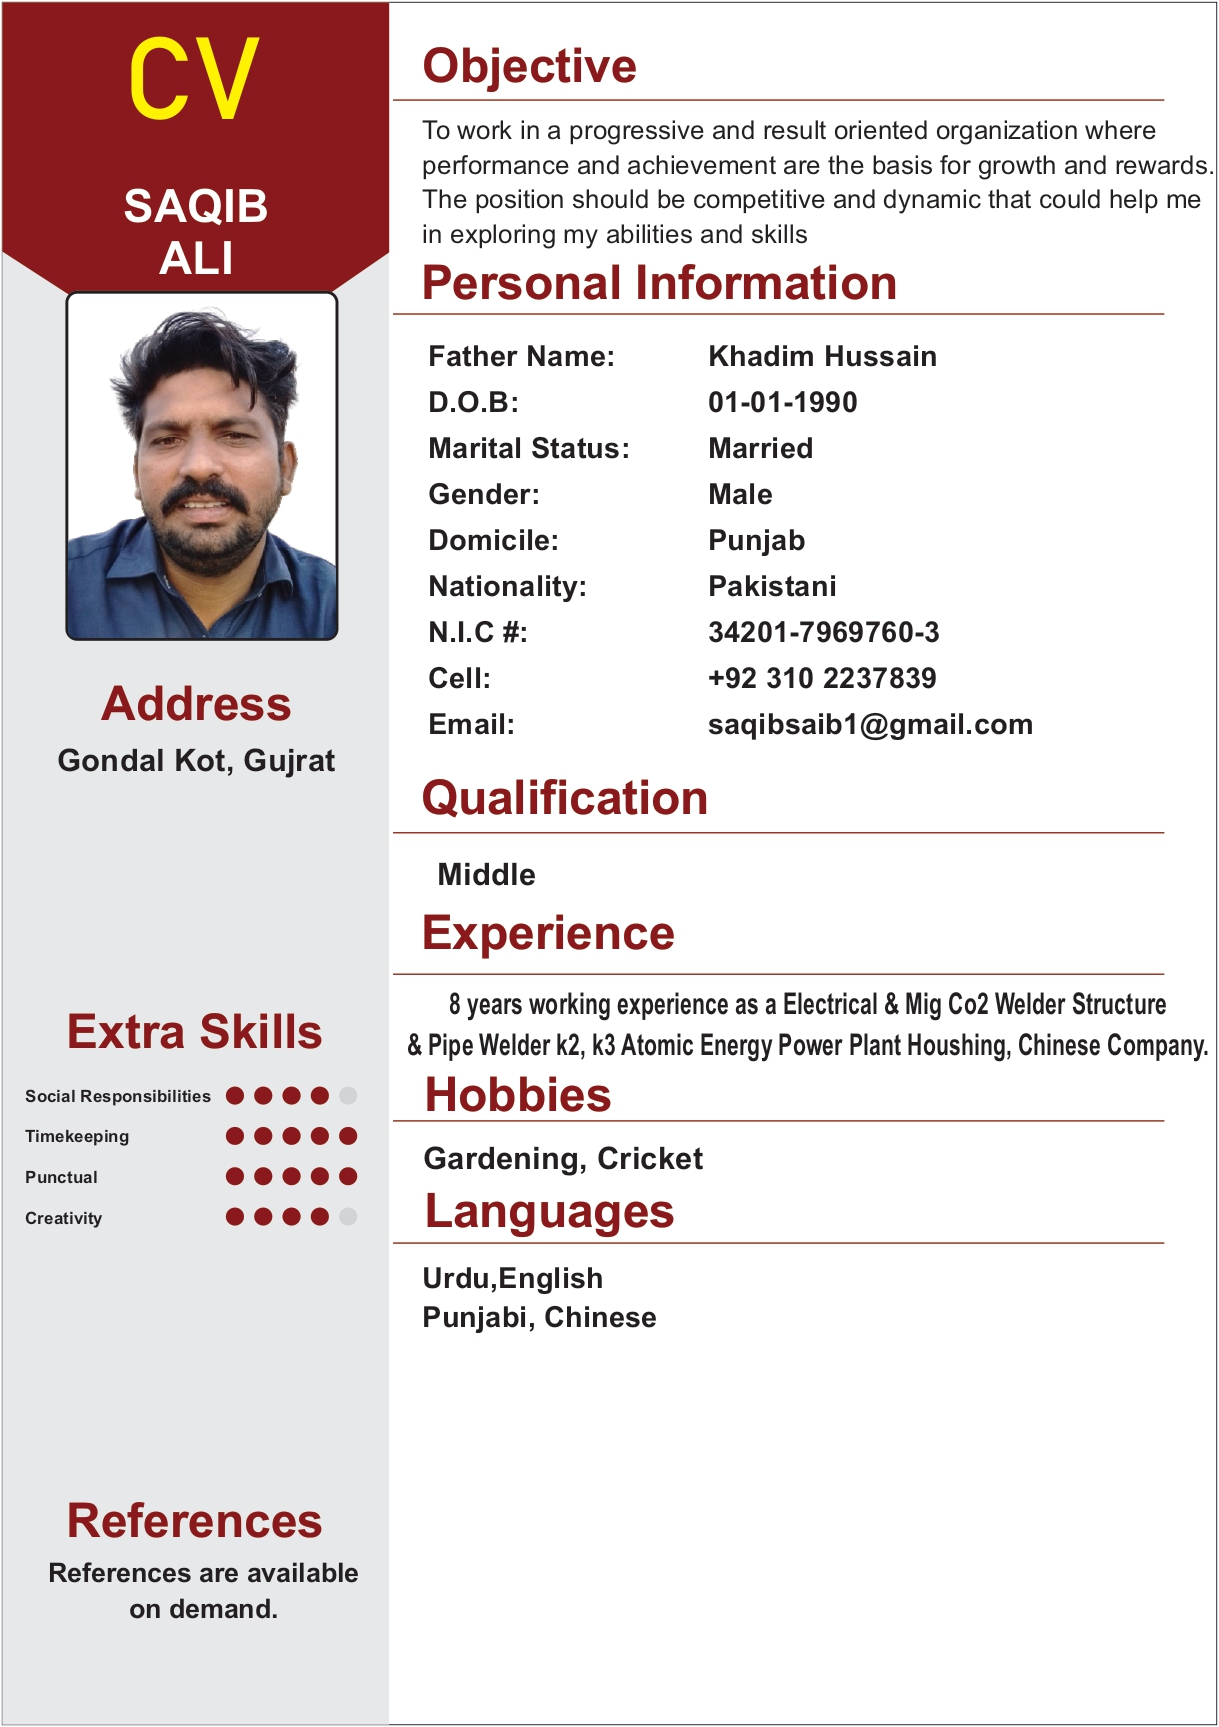 CV
SAQIB
ALI
Address
Gondal Kot, Gujrat
Extra Skills
Social Responsibilities
Timekeeping
Punctual
Creativity
References
References are available
on demand.
Objective
To work in a progressive and result oriented organization where
performance and achievement are the basis for growth and rewards.
The position should be competitive and dynamic that could help me
in exploring my abilities and skills
Personal Information
Father Name: Khadim Hussain
D.O.B: 01-01-1990
Marital Status: Married
Gender: Male
Domicile: Punjab
Nationality: Pakistani
N.I.C #: 34201-7969760-3
Cell: +92 310 2237839
Email: saqibsaib1@gmail.com
Qualification
Middle
Experience
8 years working experience as a Electrical & Mig Co2 Welder Structure
& Pipe Welder k2, k3 Atomic Energy Power Plant Houshing, Chinese Company.
Hobbies
Gardening, Cricket
Languages
Urdu,English
Punjabi, Chinese